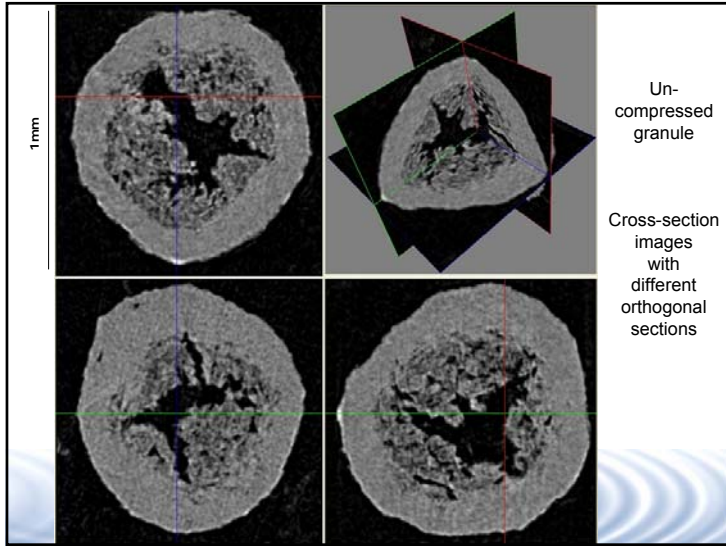 1mm
Un-
compressed
granule
Cross-section
images
with
different
orthogonal
sections